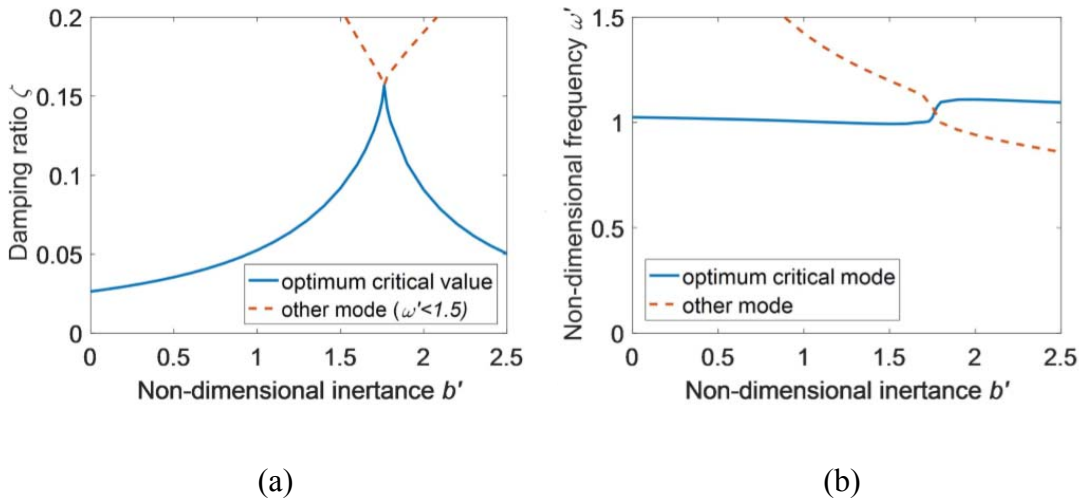 0.2
0.15
0.1
0.05
0
Damping ratio ζ
optimum critical value
other mode (ω'<1.5)
0 0.5 1 1.5 2 2.5
Non-dimensional inertance b'
(a)
1.5
1
0.5
0
Non-dimensional frequency ω'
optimum critical mode
other mode
0 0.5 1 1.5 2 2.5
Non-dimensional inertance b'
(b)